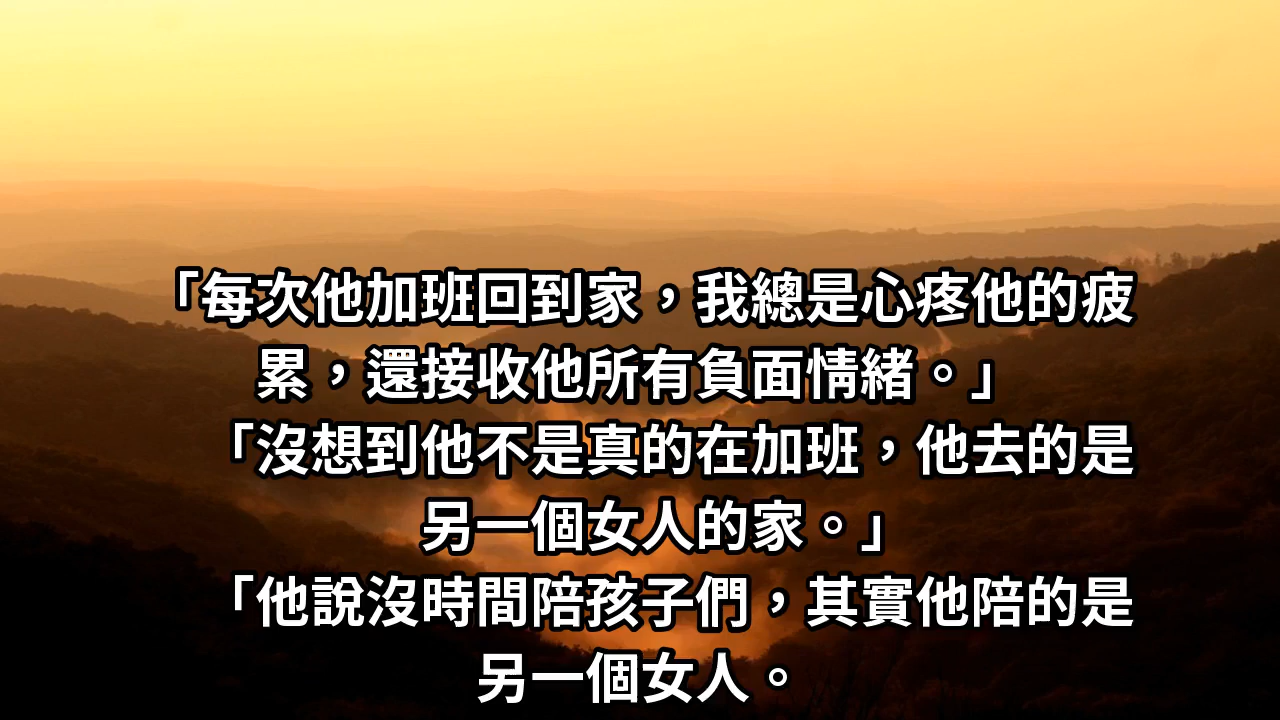 「每次他加班回到家，我總是心疼他的疲
累，還接收他所有負面情緒。」
「沒想到他不是真的在加班，他去的是
另一個女人的家。」
「他說沒時間陪孩子們，其實他陪的是
另一個女人。